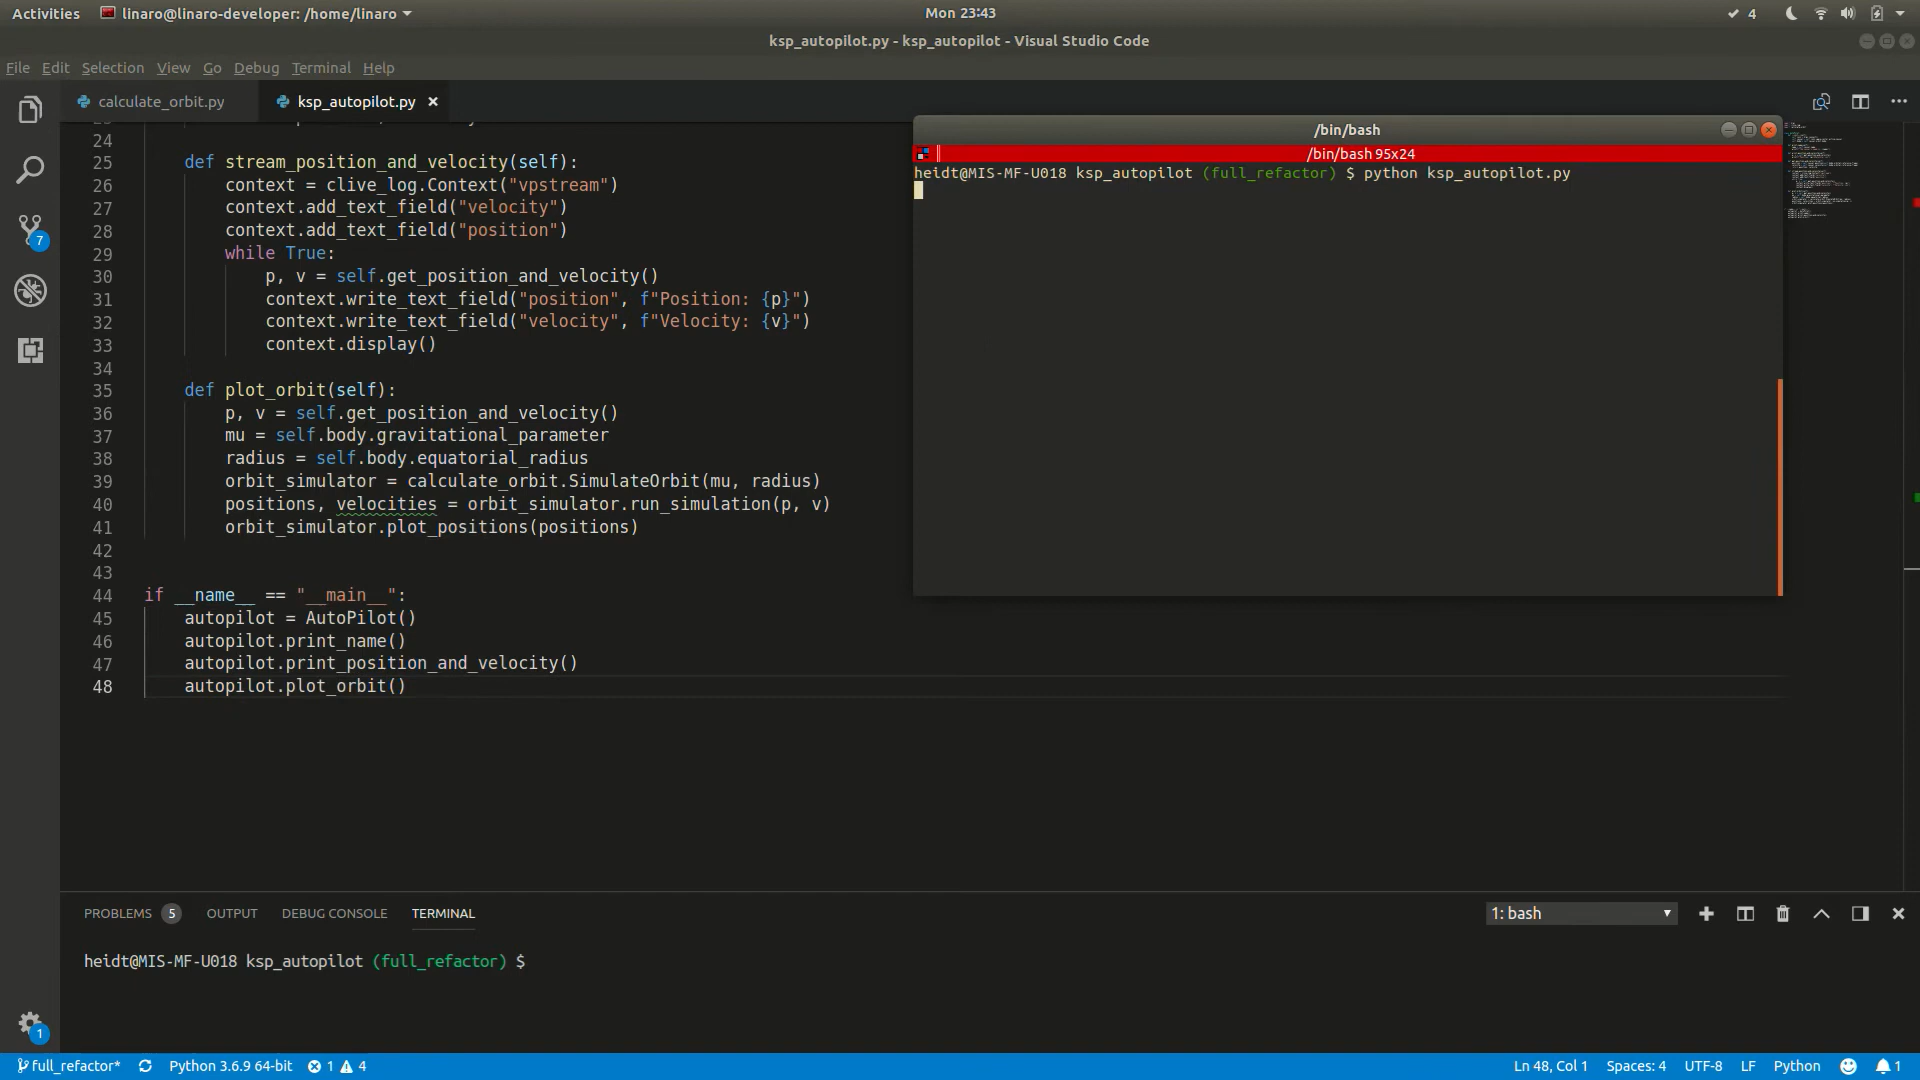 Activities
linaro@linaro-developer: /home/linaro
Mon 23:43
4
ksp_autopilot.py - ksp_autopilot - Visual Studio Code
File Edit Selection View Go Debug Terminal Help
calculate_orbit.py
ksp_autopilot.py
24
25 def stream_position_and_velocity(self):
26 context = clive_log.Context("vpstream")
27 context.add_text_field("velocity")
28 context.add_text_field("position")
29 while True:
30 p, v = self.get_position_and_velocity()
31 context.write_text_field("position", f"Position: {p}")
32 context.write_text_field("velocity", f"Velocity: {v}")
33 context.display()
34
35 def plot_orbit(self):
36 p, v = self.get_position_and_velocity()
37 mu = self.body.gravitational_parameter
38 radius = self.body.equatorial_radius
39 orbit_simulator = calculate_orbit.SimulateOrbit(mu, radius)
40 positions, velocities = orbit_simulator.run_simulation(p, v)
41 orbit_simulator.plot_positions(positions)
42
43
44 if __name__ == "__main__":
45 autopilot = AutoPilot()
46 autopilot.print_name()
47 autopilot.print_position_and_velocity()
48 autopilot.plot_orbit()
/bin/bash
/bin/bash 95x24
heidt@MIS-MF-U018 ksp_autopilot (full_refactor) $ python ksp_autopilot.py
7
1
PROBLEMS 5 OUTPUT DEBUG CONSOLE TERMINAL
1: bash
heidt@MIS-MF-U018 ksp_autopilot (full_refactor) $
full_refactor* Python 3.6.9 64-bit 1 4
Ln 48, Col 1 Spaces: 4 UTF-8 LF Python 1